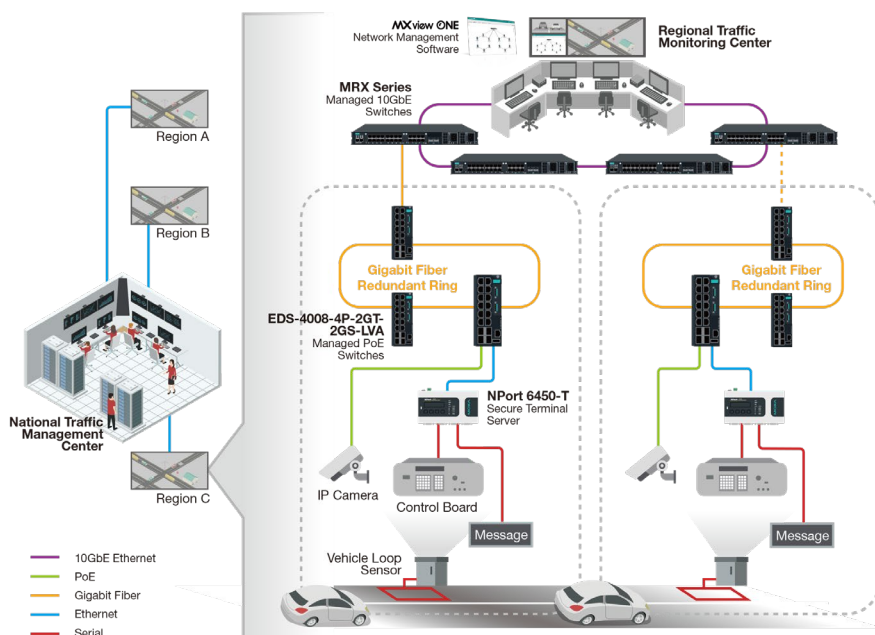 MXview ONE
Network Management
Software
Regional Traffic
Monitoring Center
MRX Series
Managed 10GbE
Switches
Region A
Region B
Gigabit Fiber
Redundant Ring
Gigabit Fiber
Redundant Ring
EDS-4008-4P-2GT-
2GS-LVA
Managed PoE
Switches
NPort 6450-T
Secure Terminal
Server
National Traffic
Management
Center
Region C
IP Camera
Control Board
Message
Message
Vehicle Loop
Sensor
10GbE Ethernet
PoE
Gigabit Fiber
Ethernet
Serial